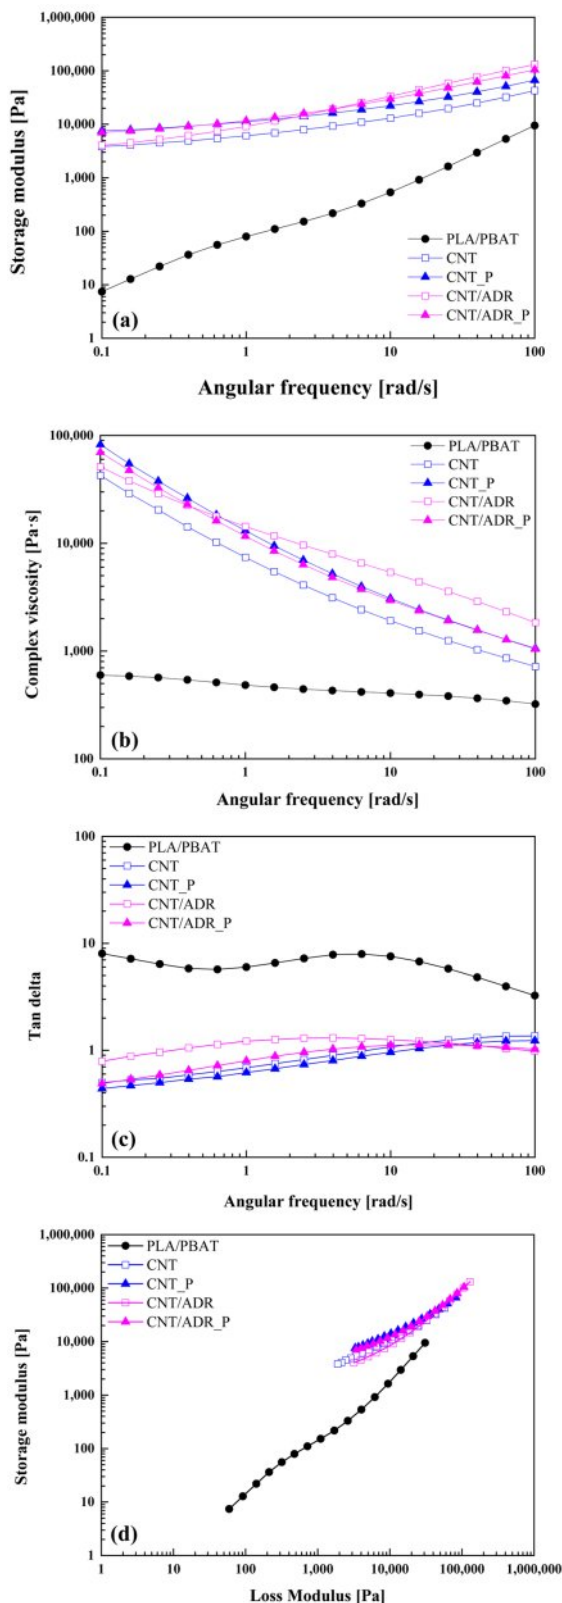 1,000,000
100,000
10,000
1,000
100
10
1
Storage modulus [Pa]
PLA/PBAT
CNT
CNT_P
CNT/ADR
CNT/ADR_P
(a)
0.1 1 10 100
Angular frequency [rad/s]
100,000
10,000
1,000
100
Complex viscosity [Pa·s]
PLA/PBAT
CNT
CNT_P
CNT/ADR
CNT/ADR_P
(b)
0.1 1 10 100
Angular frequency [rad/s]
100
10
1
0.1
Tan delta
PLA/PBAT
CNT
CNT_P
CNT/ADR
CNT/ADR_P
(c)
0.1 1 10 100
Angular frequency [rad/s]
1,000,000
100,000
10,000
1,000
100
10
1
Storage modulus [Pa]
PLA/PBAT
CNT
CNT_P
CNT/ADR
CNT/ADR_P
(d)
1 10 100 1,000 10,000 100,000 1,000,000
Loss Modulus [Pa]